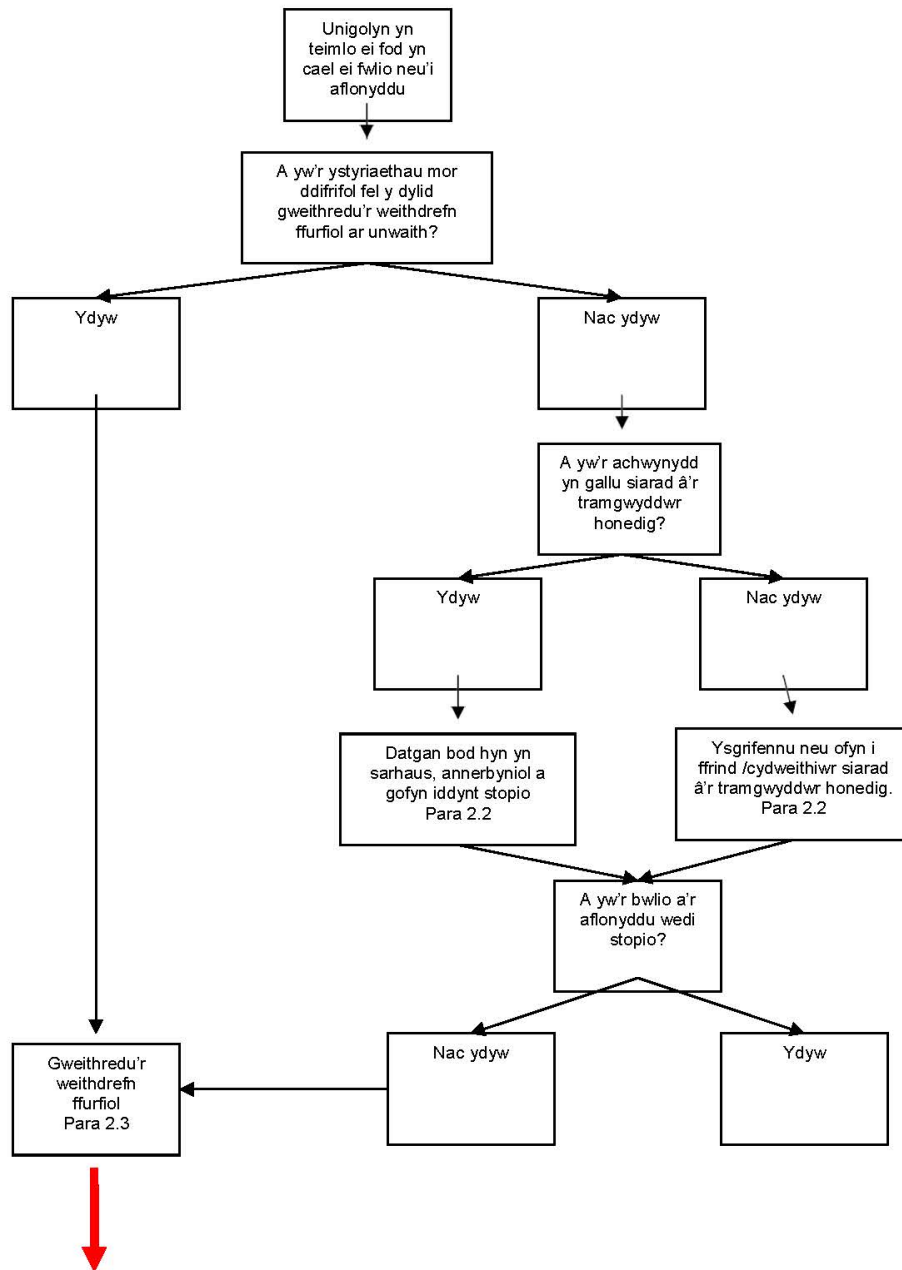 Unigolyn yn
teimlo ei fod yn
cael ei fwlio neu'i
aflonyddu
A yw'r ystyriaethau mor
ddifrifol fel y dylid
gweithredu'r weithdrefn
ffurfiol ar unwaith?
Ydyw
Nac ydyw
A yw'r achwynydd
yn gallu siarad â'r
tramgwyddwr
honedig?
Ydyw
Nac ydyw
Datgan bod hyn yn
sarhaus, annerbyniol a
gofyn iddynt stopio
Para 2.2
Ysgrifennu neu ofyn i
ffrind /cydweithiwr siarad
â'r tramgwyddwr honedig.
Para 2.2
A yw'r bwlio a'r
aflonyddu wedi
stopio?
Nac ydyw
Ydyw
Gweithredu'r
weithdrefn
ffurfiol
Para 2.3